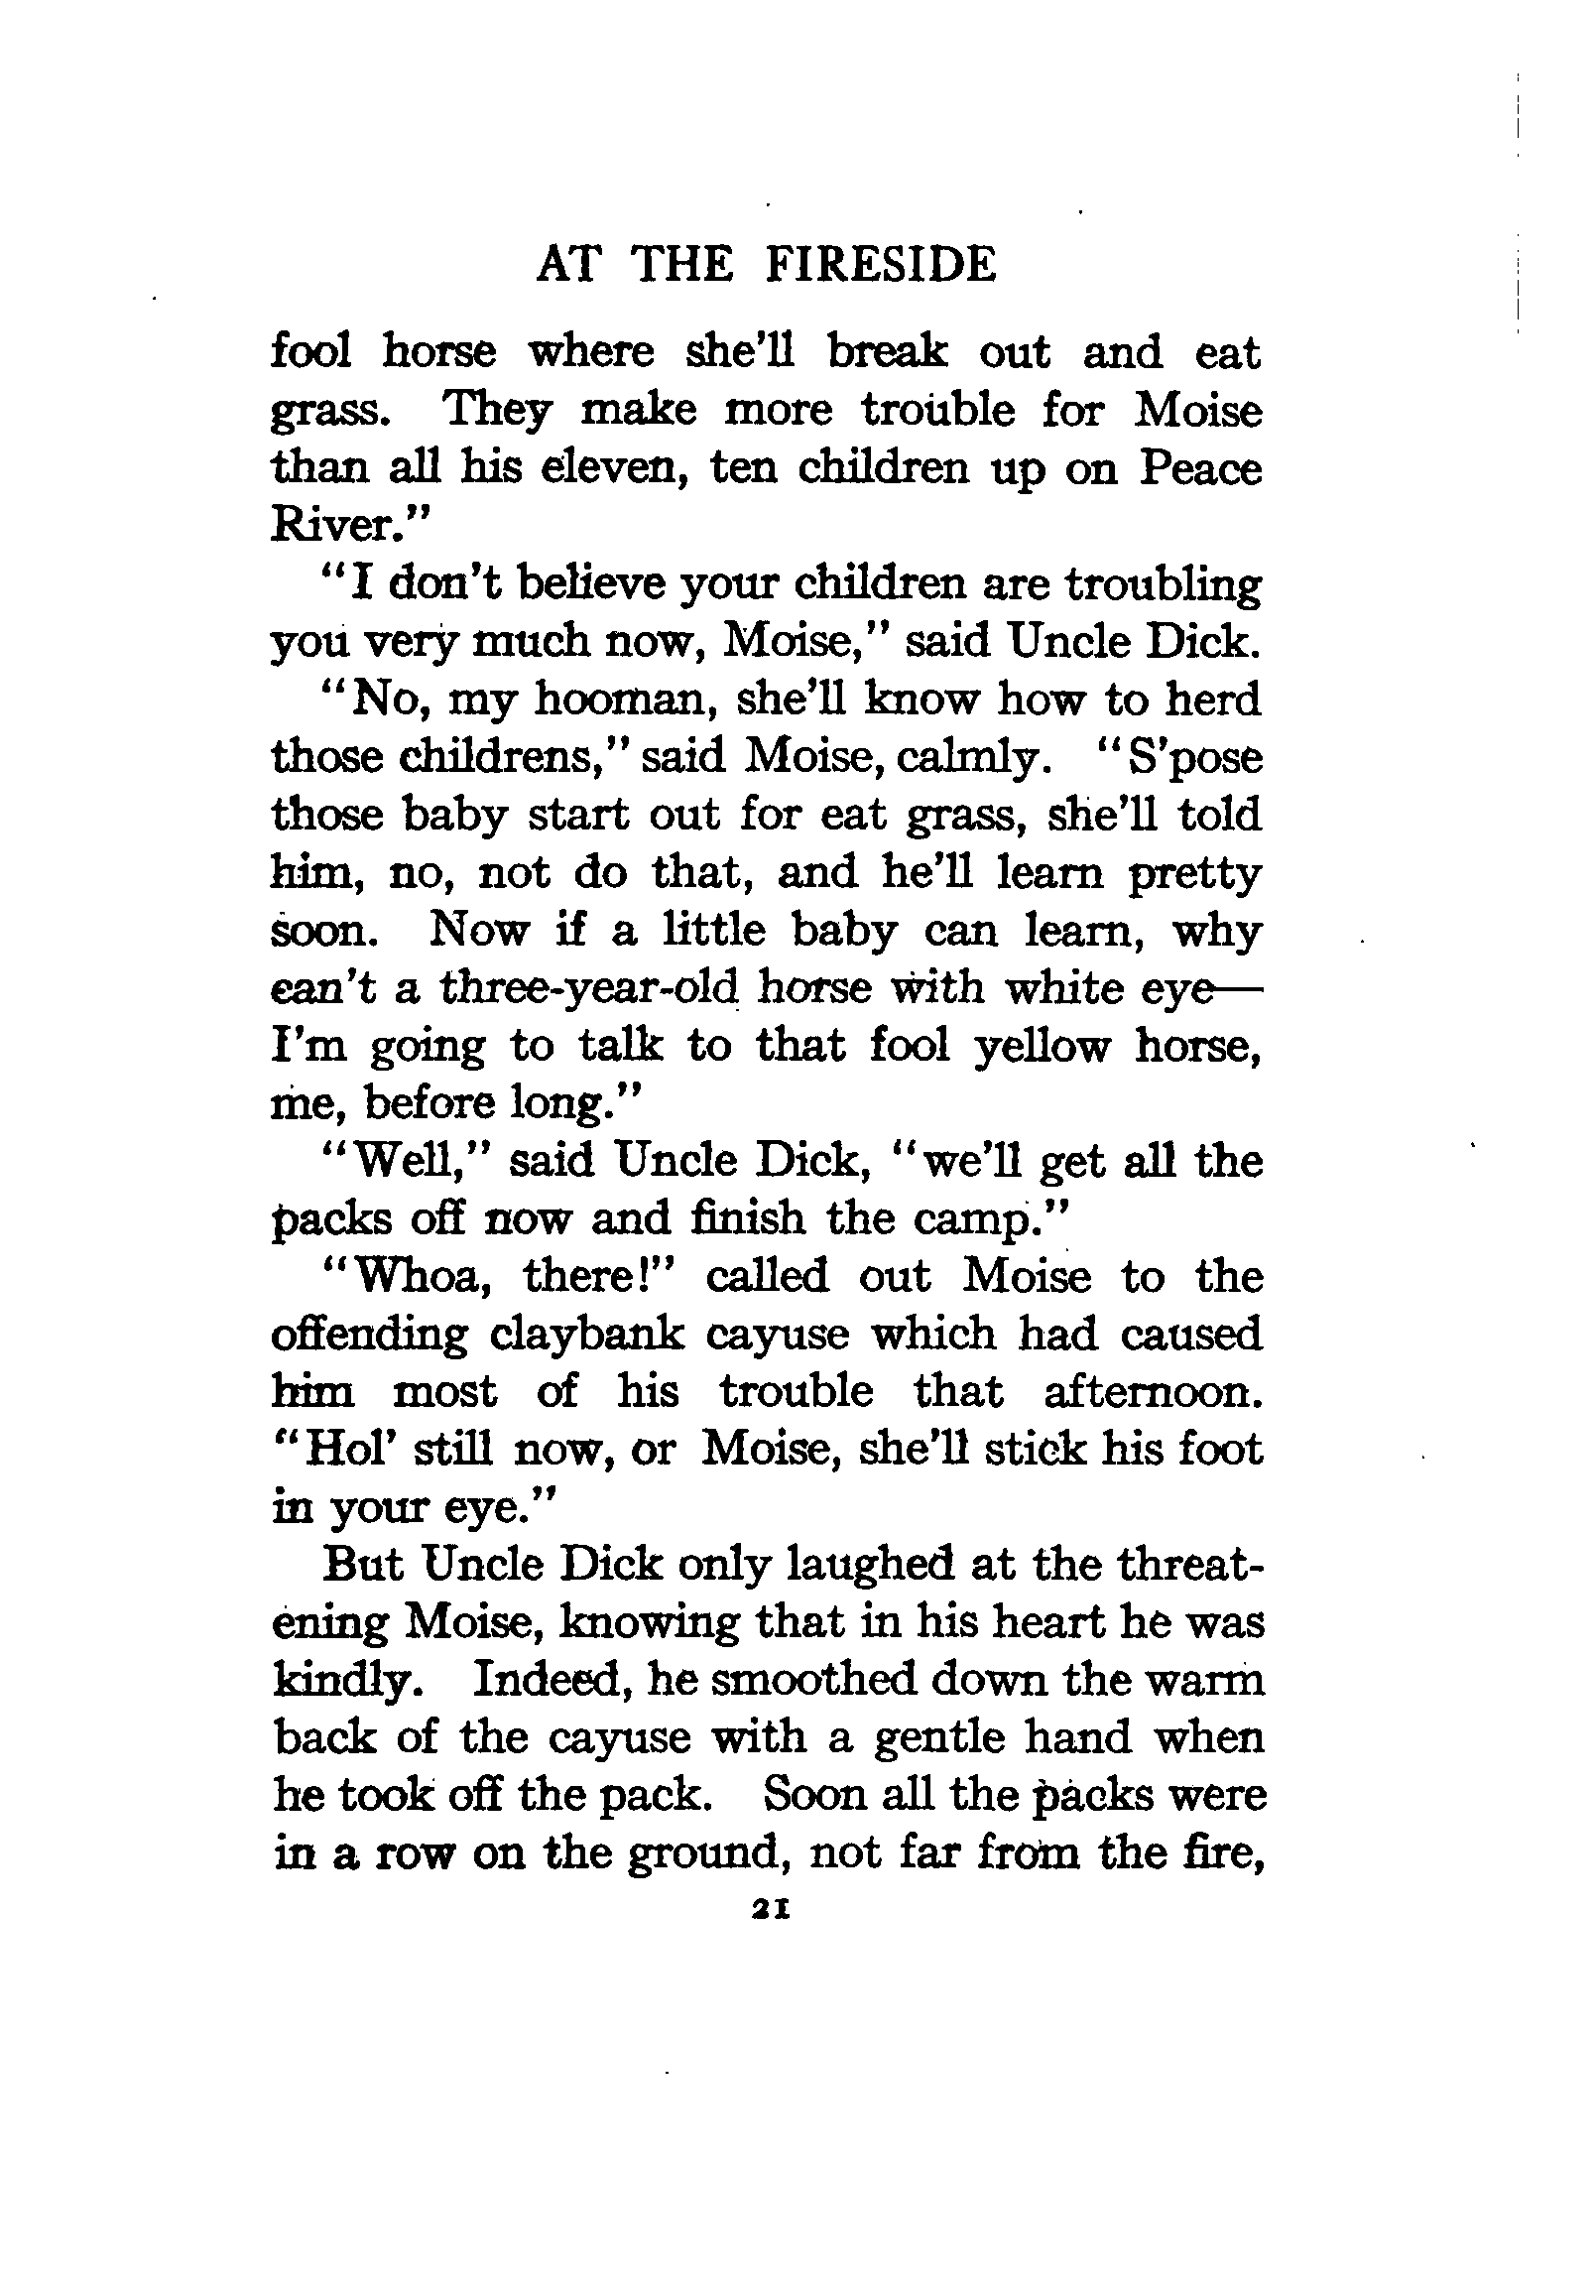 AT THE FIRESIDE
fool horse where she'll break out and eat
grass. They make more trouble for Moise
than all his eleven, ten children up on Peace
River."
"I don't believe your children are troubling
you very much now, Moise," said Uncle Dick.
"No, my hooman, she'll know how to herd
those childrens," said Moise, calmly. "S'pose
those baby start out for eat grass, she'll told
him, no, not do that, and he'll learn pretty
soon. Now if a little baby can learn, why
can't a three-year-old horse with white eye—
I'm going to talk to that fool yellow horse,
me, before long."
"Well," said Uncle Dick, "we'll get all the
packs off now and finish the camp."
"Whoa, there!" called out Moise to the
offending claybank cayuse which had caused
him most of his trouble that afternoon.
"Hol' still now, or Moise, she'll stick his foot
in your eye."
But Uncle Dick only laughed at the threat-
ening Moise, knowing that in his heart he was
kindly. Indeed, he smoothed down the warm
back of the cayuse with a gentle hand when
he took off the pack. Soon all the packs were
in a row on the ground, not far from the fire,
21